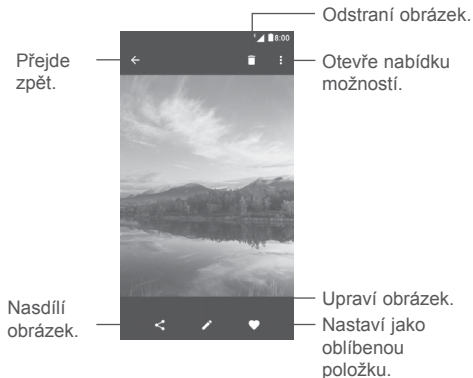 Odstraní obrázek.
8:00
Přejde
zpět.
Otevře nabídku
možností.
Upraví obrázek.
Nasdílí
obrázek.
Nastaví jako
oblíbenou
položku.